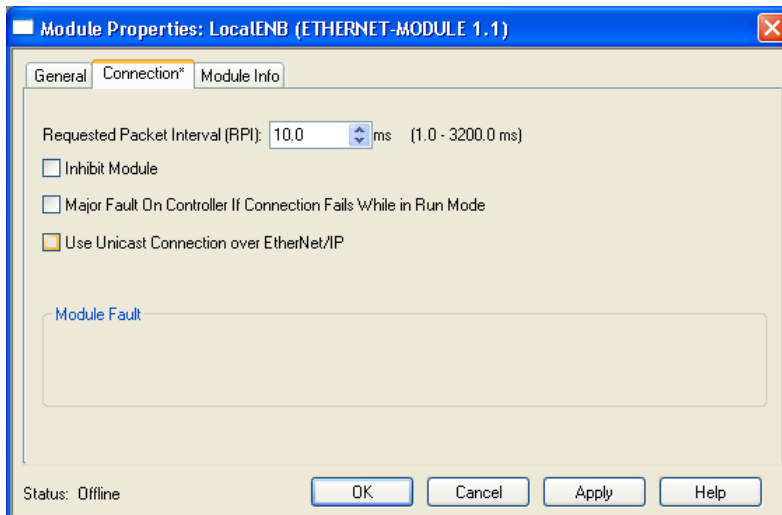 Module Properties: LocalENB (ETHERNET-MODULE 1.1)
General Connection* Module Info
Requested Packet Interval (RPI): 10.0 ms (1.0 - 3200.0 ms)
Inhibit Module
Major Fault On Controller If Connection Fails While in Run Mode
Use Unicast Connection over EtherNet/IP
Module Fault
Status: Offline OK Cancel Apply Help